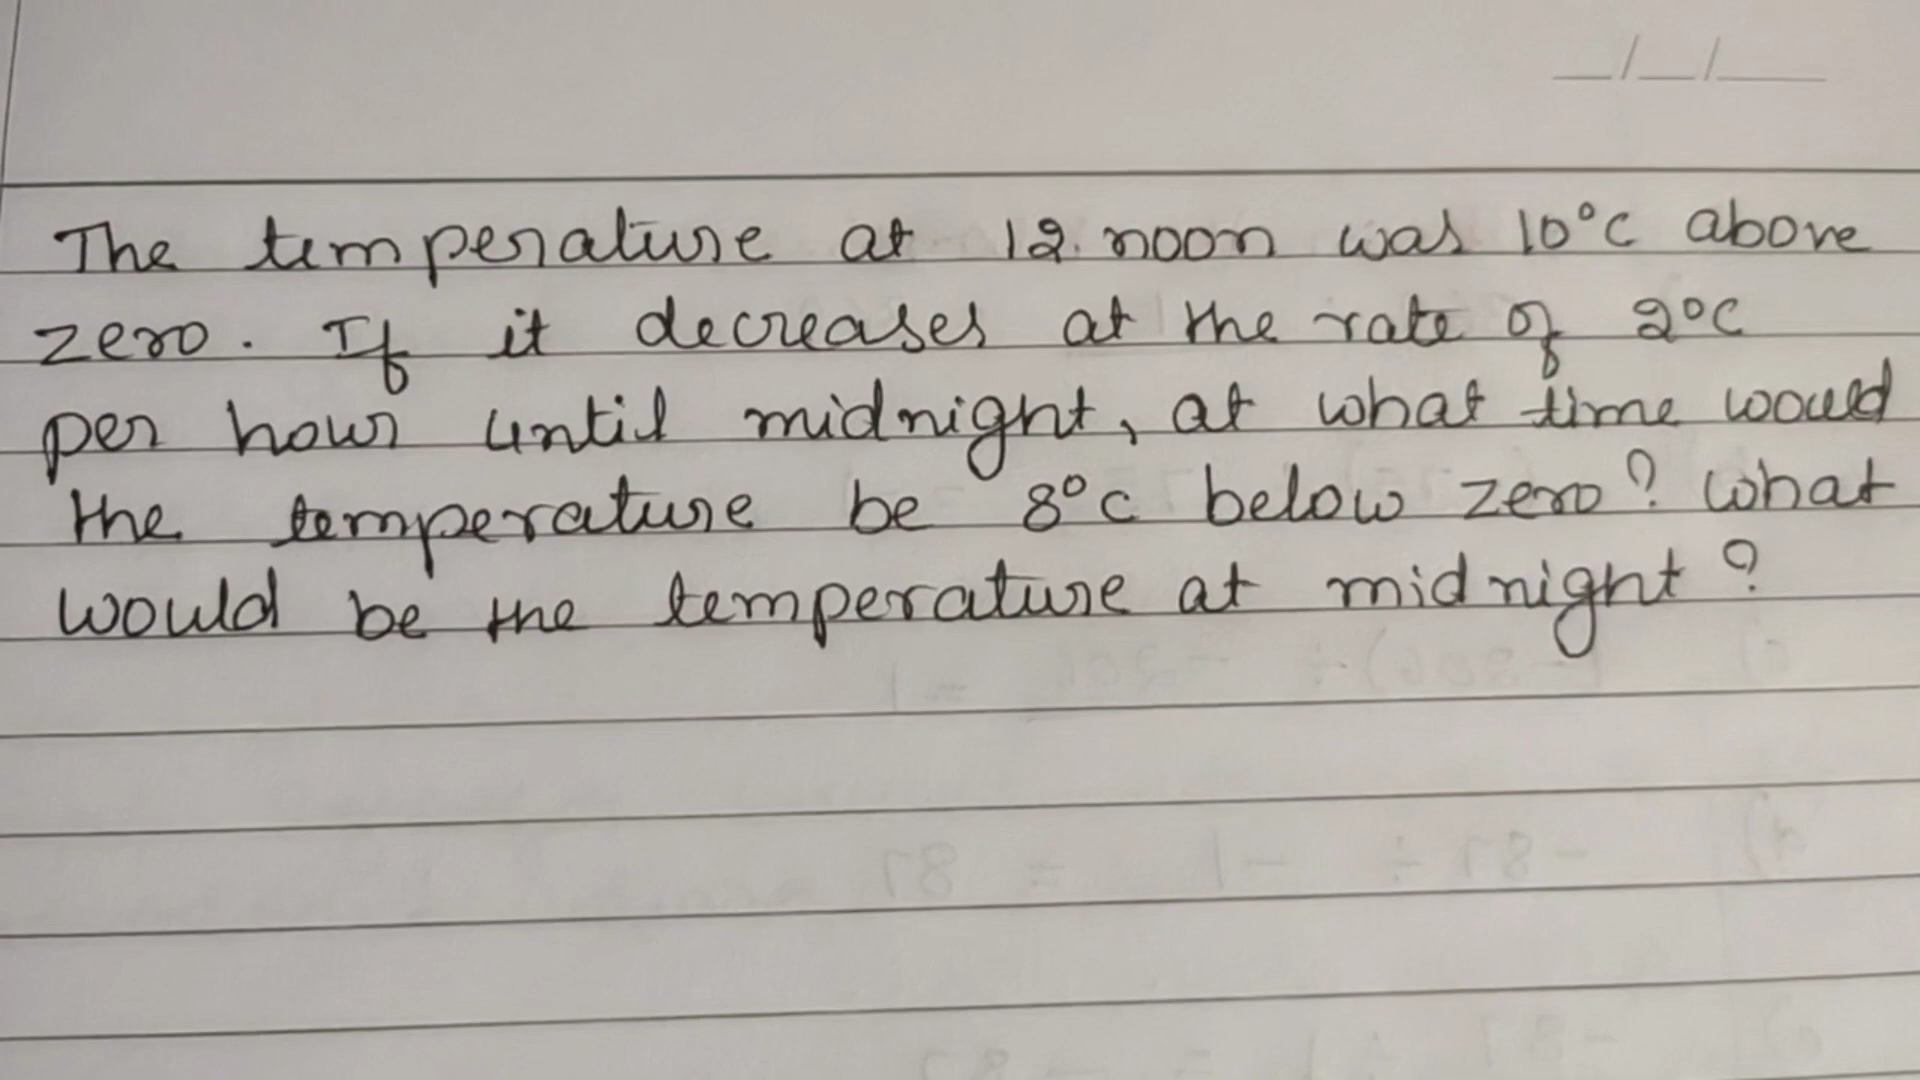 The temperature at 12 noon was 10°C above
zero. If it decreases at the rate of 2°C
per hour until midnight, at what time would
the temperature be 8°C below zero? What
would be the temperature at midnight?